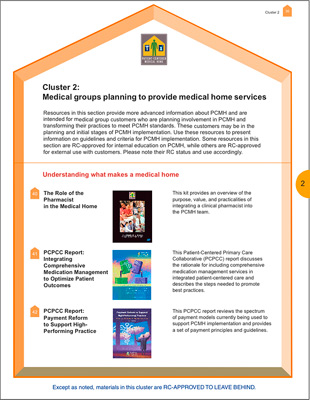 Cluster 2
PATIENT-CENTERED
MEDICAL HOME
Cluster 2:
Medical groups planning to provide medical home services
Resources in this section provide more advanced information about PCMH and are
intended for medical group customers who are planning involvement in PCMH and
transforming their practices to meet PCMH standards. These customers may be in the
planning and initial stages of PCMH implementation. Use these resources to present
information on guidelines and criteria for PCMH implementation. Some resources in this
section are RC-approved for internal education on PCMH, while others are RC-approved
for external use with customers. Please note their RC status and use accordingly.
Understanding what makes a medical home
40
The Role of the
Pharmacist
in the Medical Home
This kit provides an overview of the
purpose, value, and practicalities of
integrating a clinical pharmacist into
the PCMH team.
41
PCPCC Report:
Integrating
Comprehensive
Medication Management
to Optimize Patient
Outcomes
This Patient-Centered Primary Care
Collaborative (PCPCC) report discusses
the rationale for including comprehensive
medication management services in
integrated patient-centered care and
describes the steps needed to promote
best practices.
2
PCPCC Report:
Payment Reform
to Support High-
Performing Practice
This PCPCC report reviews the spectrum
of payment models currently being used to
support PCMH implementation and provides
a set of payment principles and guidelines.
Except as noted, materials in this cluster are RC-APPROVED TO LEAVE BEHIND.